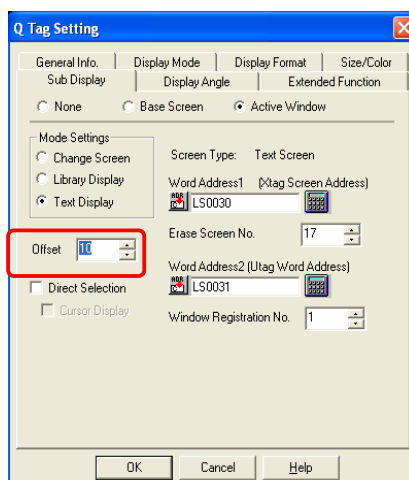 Q Tag Setting
General Info. Display Mode Display Format Size/Color
Sub Display Display Angle Extended Function
None Base Screen Active Window
Mode Settings
Change Screen Screen Type: Text Screen
Library Display Word Address1 (Xtag Screen Address)
Text Display ADR LS0030
Offset 10 Erase Screen No. 17
Word Address2 (Utag Word Address)
Direct Selection ADR LS0031
Cursor Display Window Registration No. 1
OK Cancel Help